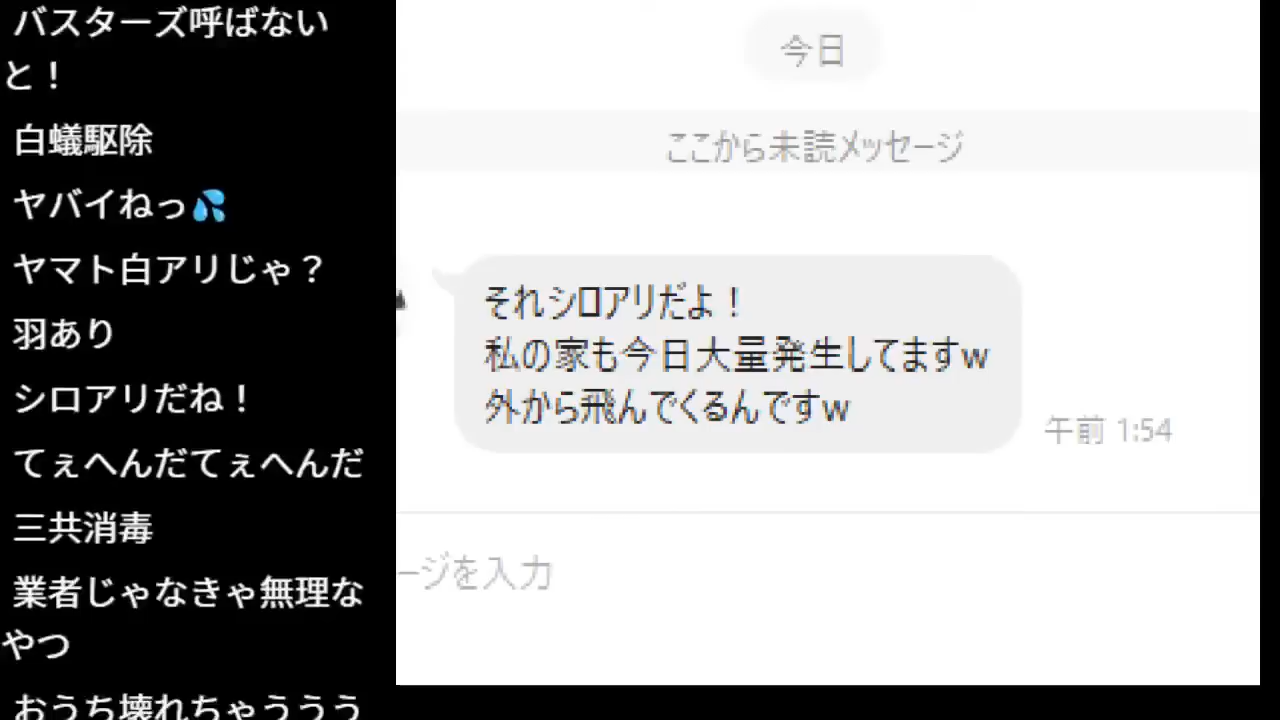 バスターズ呼ばない
と！
白蟻駆除
ヤバイねっ💦
ヤマト白アリじゃ？
羽あり
シロアリだね！
てぇへんだてぇへんだ
三共消毒
業者じゃなきゃ無理な
やつ
おうち壊れちゃうううう
今日
ここから未読メッセージ
それシロアリだよ！
私の家も今日大量発生してますw
外から飛んでくるんですw
午前 1:54
ージを入力